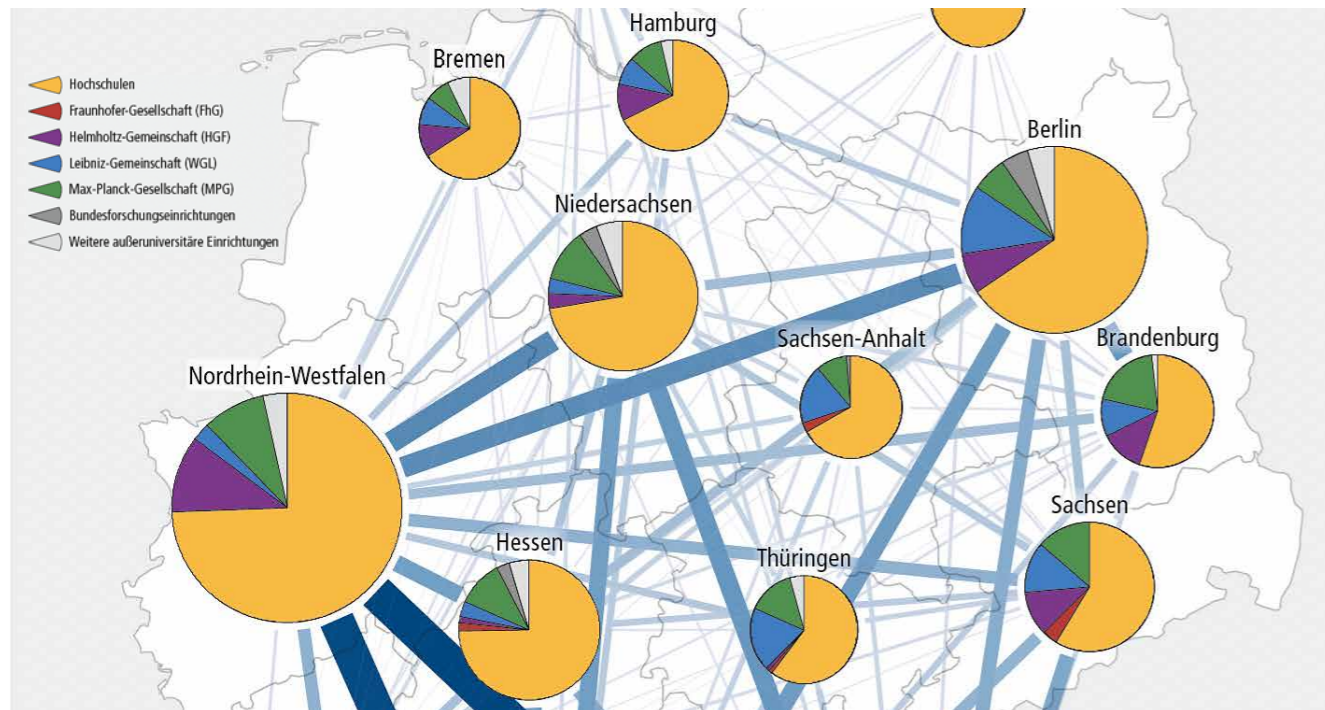 Hamburg
Bremen
Hochschulen
Fraunhofer-Gesellschaft (FhG)
Helmholtz-Gemeinschaft (HGF)
Leibniz-Gemeinschaft (WGL)
Max-Planck-Gesellschaft (MPG)
Bundesforschungseinrichtungen
Weitere außeruniversitäre Einrichtungen
Berlin
Niedersachsen
Sachsen-Anhalt
Brandenburg
Nordrhein-Westfalen
Sachsen
Hessen
Thüringen